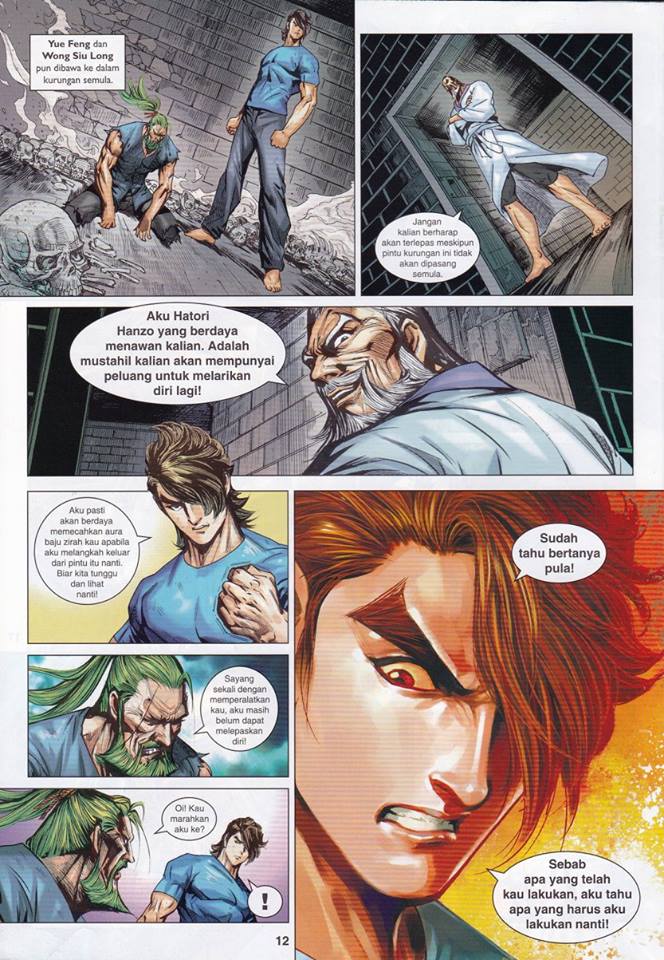 Yue Feng dan
Wong Siu Long
pun dibawa ke dalam
kurungan semula.
Jangan
kalian berharap
akan terlepas meskipun
pintu kurungan ini tidak
akan dipasang
semula.
Aku Hatori
Hanzo yang berdaya
menawan kalian. Adalah
mustahil kalian akan mempunyai
peluang untuk melarikan
diri lagi!
Aku pasti
akan berdaya
memecahkan aura
baju zirah kau apabila
aku melangkah keluar
dari pintu itu nanti.
Biar kita tunggu
dan lihat
nanti!
Sayang
sekali dengan
memperalatkan
kau, aku masih
belum dapat
melepaskan
diri!
Oi! Kau
marahkan
aku ke?
!
Sudah
tahu bertanya
pula!
Sebab
apa yang telah
kau lakukan, aku tahu
apa yang harus aku
lakukan nanti!
12